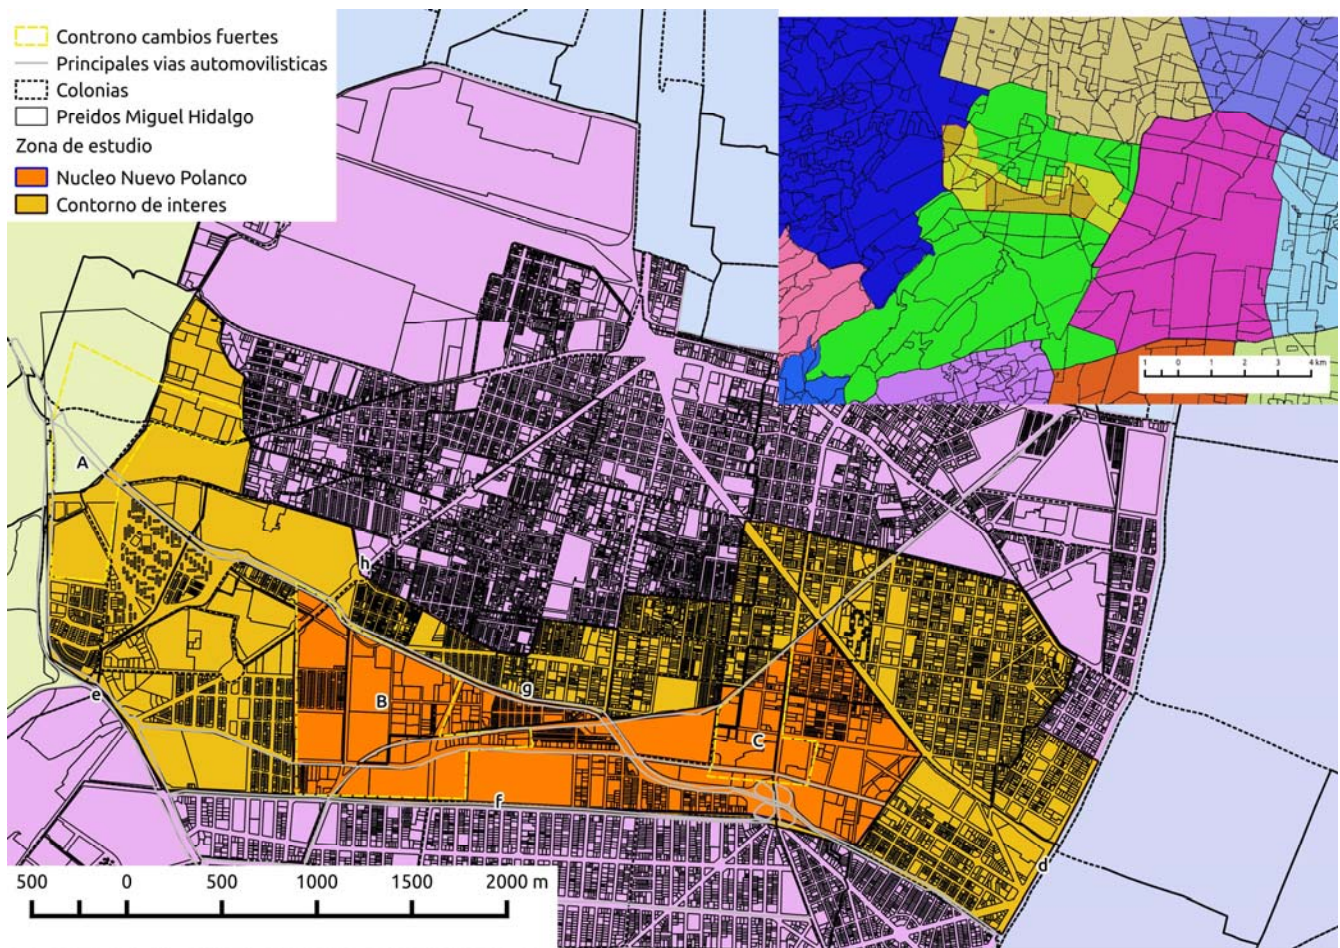 Controno cambios fuertes
Principales vias automovilisticas
Colonias
Preidos Miguel Hidalgo
Zona de estudio
Nucleo Nuevo Polanco
Contorno de interes
1 0 1 2 3 4 km
A
h
e
B
g
C
f
d
500 0 500 1000 1500 2000 m